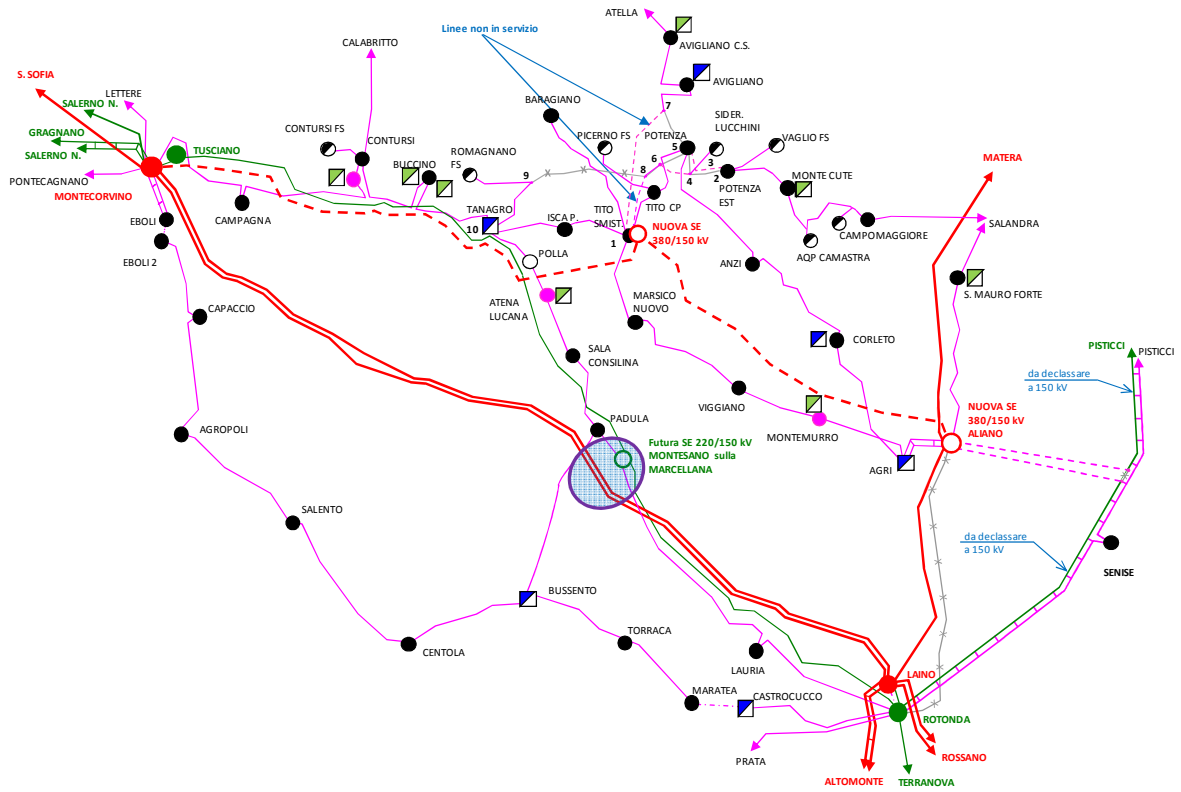 ATELLA
Linee non in servizio
AVIGLIANO C.S.
CALABRITTO
S. SOFIA
LETTERE
SALERNO N.
AVIGLIANO
BARAGIANO
7
SIDER.
LUCCHINI
CONTURSI FS
CONTURSI
PICERNO FS
POTENZA
VAGLIO FS
GRAGNANO
SALERNO N.
TUSCIANO
ROMAGNANO
FS
BUCCINO
5
6
3
8
2
4
9
MATERA
PONTECAGNANO
MONTECORVINO
POTENZA
EST
MONTE CUTE
EBOLI
CAMPAGNA
TANAGRO
ISCA P.
TITO
SMIST.
TITO CP
10
1
NUOVA SE
380/150 kV
CAMPOMAGGIORE
SALANDRA
EBOLI 2
POLLA
AQP CAMASTRA
ANZI
ATENA
LUCANA
MARSICO
NUOVO
S. MAURO FORTE
CAPACCIO
CORLETO
SALA
CONSILINA
PISTICCI
PISTICCI
da declassare
a 150 kV
VIGGIANO
NUOVA SE
380/150 kV
ALIANO
PADULA
AGROPOLI
MONTEMURRO
Futura SE 220/150 kV
MONTESANO sulla
MARCELLANA
AGRI
SALENTO
da declassare
a 150 kV
SENISE
BUSSENTO
TORRACA
CENTOLA
LAURIA
LAINO
MARATEA
CASTROCUCCO
ROTONDA
PRATA
ROSSANO
ALTOMONTE
TERRANOVA